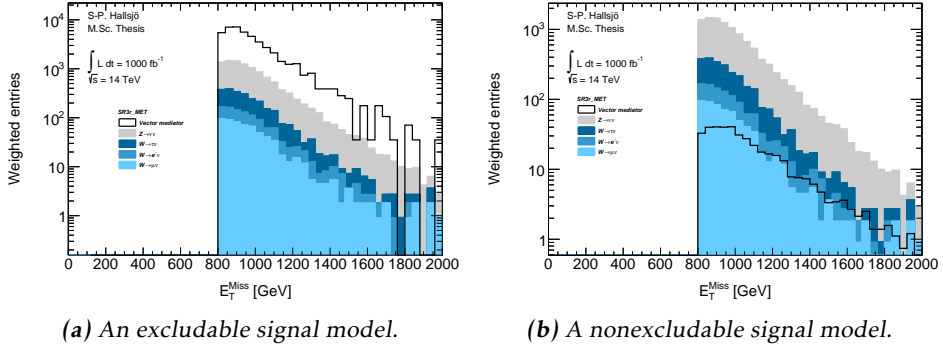 S-P. Hallsjö
M.Sc. Thesis
∫ L dt = 1000 fb⁻¹
√s = 14 TeV
SR3r_MET
Vector mediator
Z→νν
W→τν
W→e⁺ν
W→μν
Weighted entries
10⁴
10³
10²
10
1
0 200 400 600 800 1000 1200 1400 1600 1800 2000
E_T^Miss [GeV]
(a) An excludable signal model.
S-P. Hallsjö
M.Sc. Thesis
∫ L dt = 1000 fb⁻¹
√s = 14 TeV
SR3r_MET
Vector mediator
Z→νν
W→τν
W→e⁺ν
W→μν
Weighted entries
10³
10²
10
1
0 200 400 600 800 1000 1200 1400 1600 1800 2000
E_T^Miss [GeV]
(b) A nonexcludable signal model.